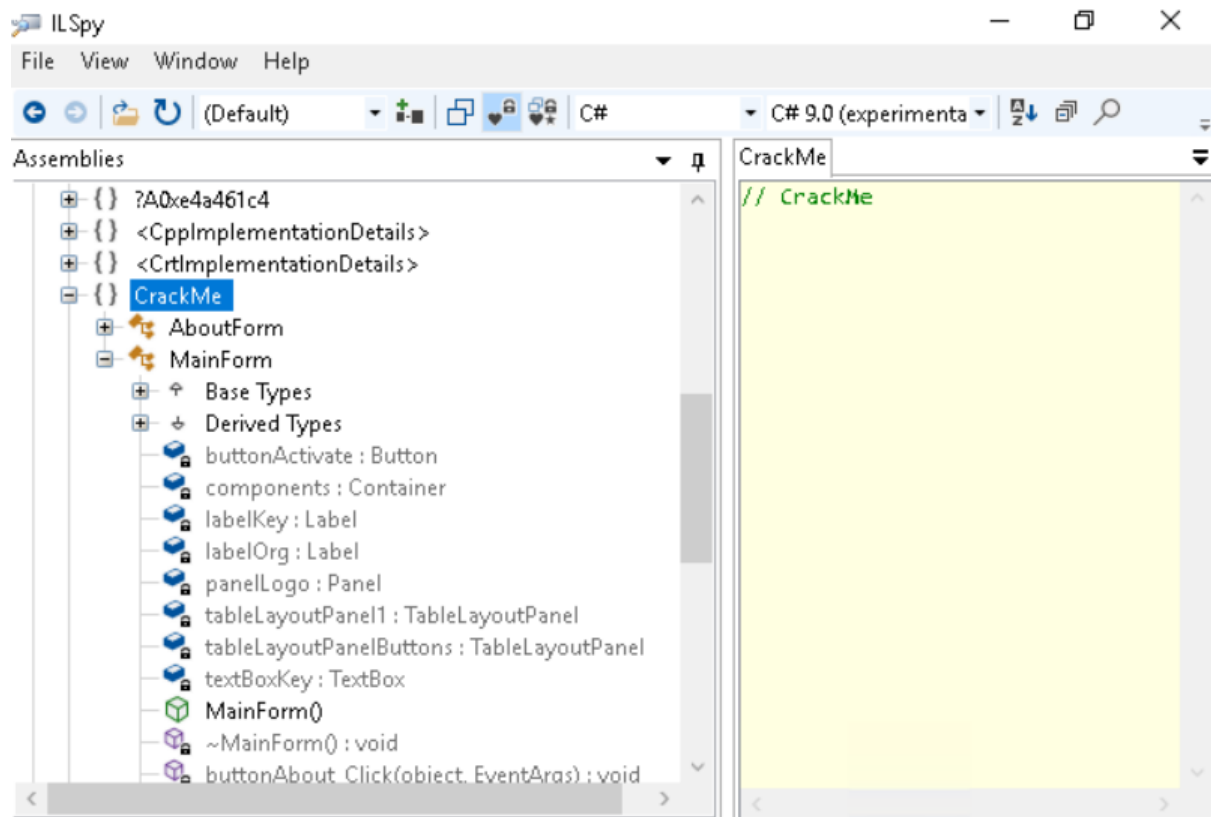 ILSpy
File View Window Help
(Default) C# C# 9.0 (experimenta
Assemblies
CrackMe
?A0xe4a461c4
<CppImplementationDetails>
<CrtImplementationDetails>
CrackMe
AboutForm
MainForm
Base Types
Derived Types
buttonActivate : Button
components : Container
labelKey : Label
labelOrg : Label
panelLogo : Panel
tableLayoutPanel1 : TableLayoutPanel
tableLayoutPanelButtons : TableLayoutPanel
textBoxKey : TextBox
MainForm()
~MainForm() : void
buttonAbout_Click(object, EventArgs) : void
// CrackMe